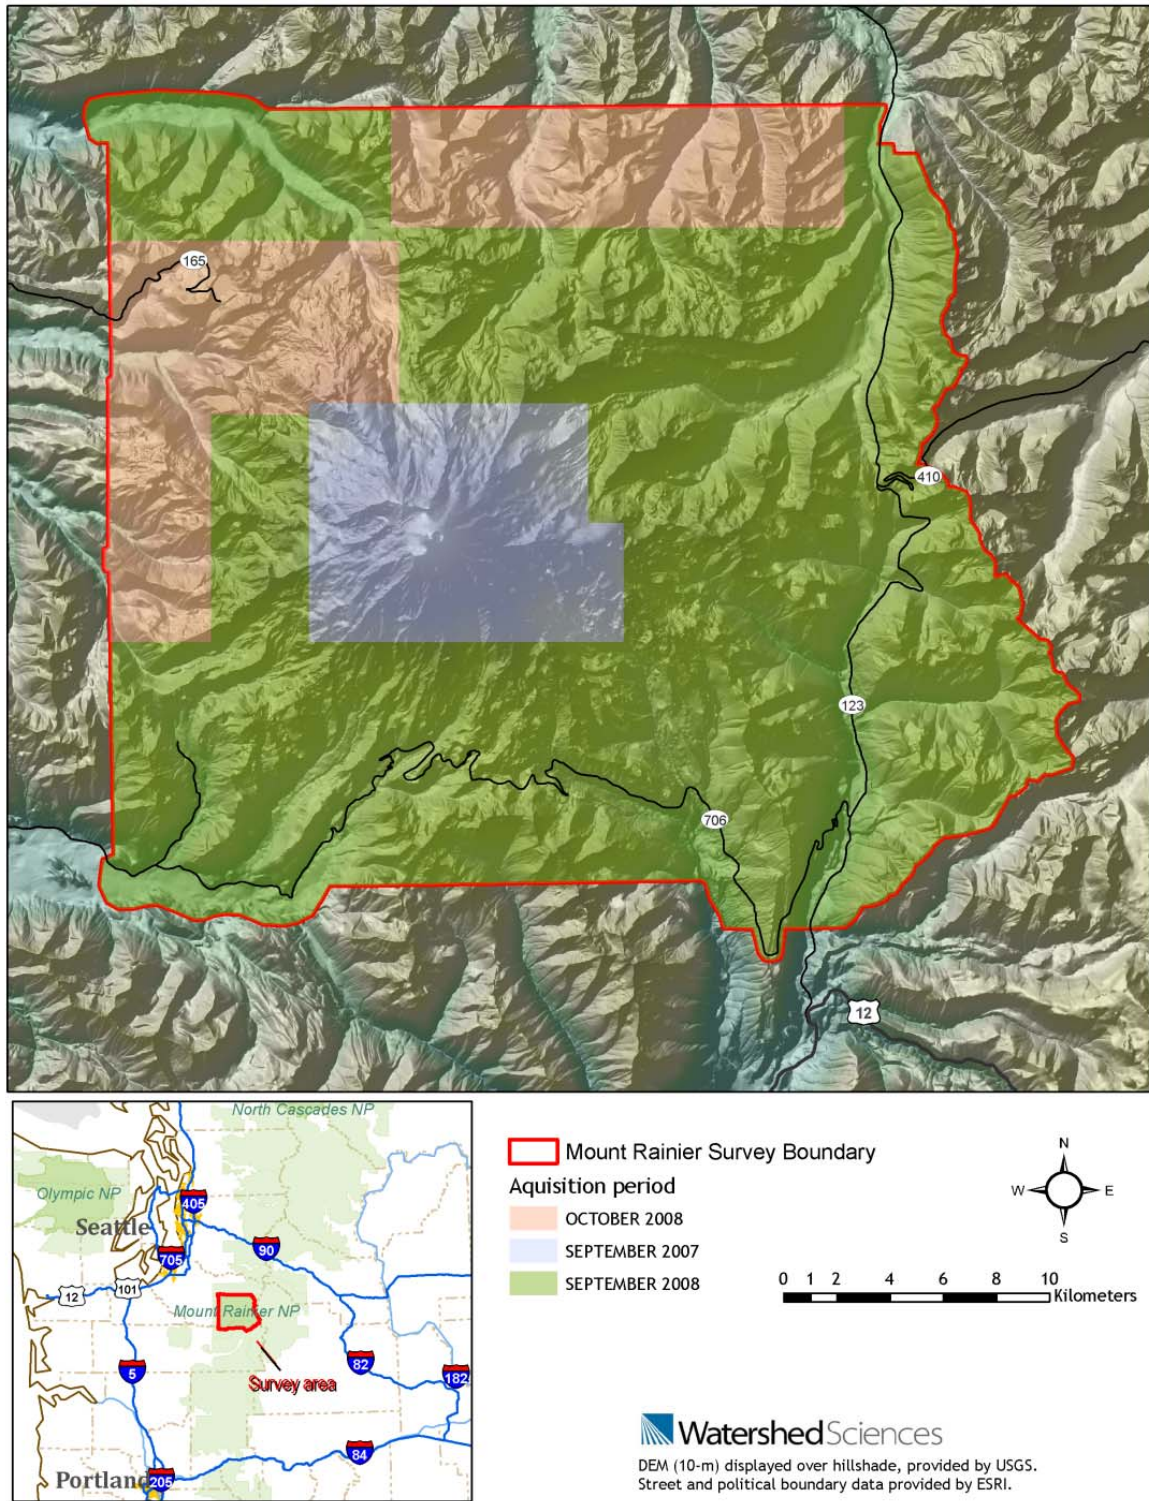 165
410
123
706
12
North Cascades NP
Olympic NP
405
Seattle
90
705
101
12
Mount Rainier NP
5
82
182
Survey area
84
Portland
205
Mount Rainier Survey Boundary
Aquisition period
OCTOBER 2008
SEPTEMBER 2007
SEPTEMBER 2008
N
W E
S
0 1 2 4 6 8 10
Kilometers
Watershed Sciences
DEM (10-m) displayed over hillshade, provided by USGS.
Street and political boundary data provided by ESRI.